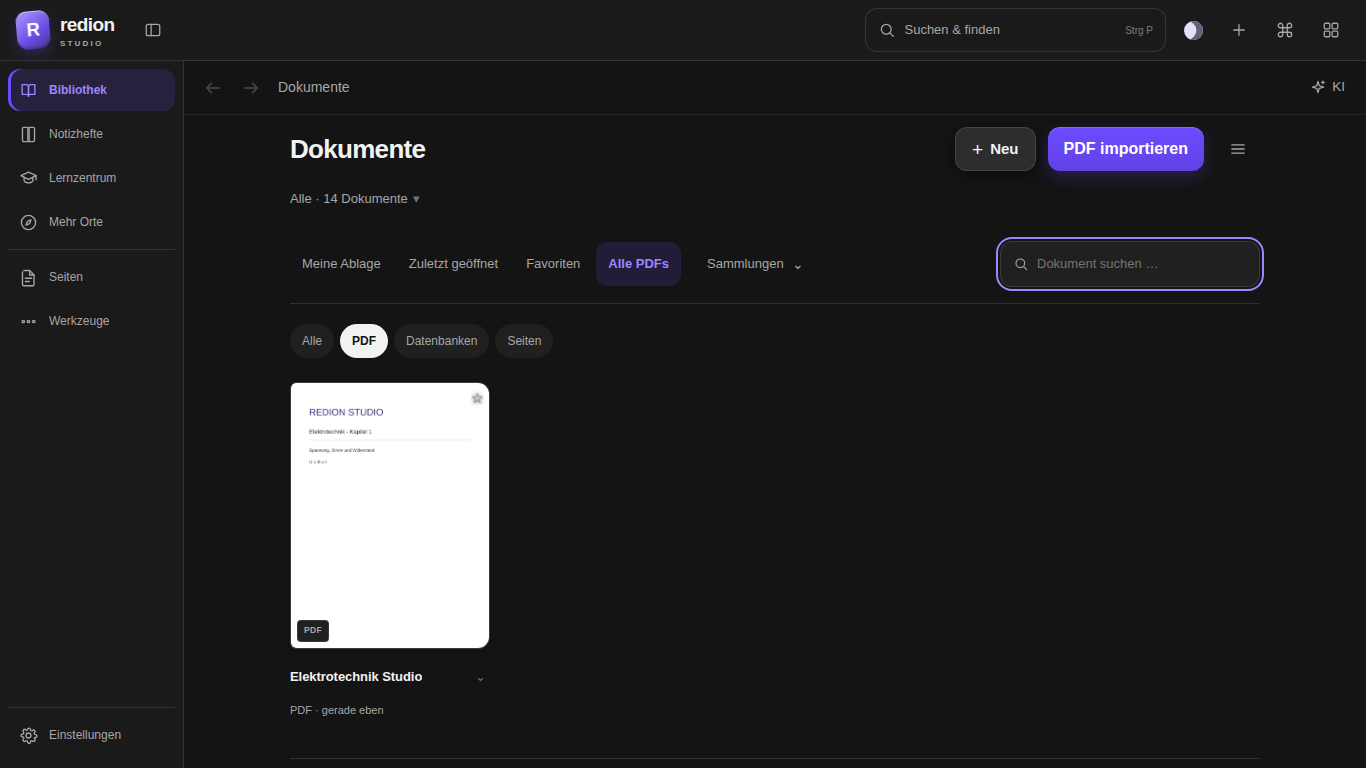 R
redion
STUDIO
Suchen & finden
Strg P
Bibliothek
Notizhefte
Lernzentrum
Mehr Orte
Seiten
Werkzeuge
Einstellungen
Dokumente
KI
Dokumente
+ Neu
PDF importieren
Alle · 14 Dokumente
Meine Ablage
Zuletzt geöffnet
Favoriten
Alle PDFs
Sammlungen
Dokument suchen …
Alle
PDF
Datenbanken
Seiten
REDION STUDIO
Elektrotechnik - Kapitel 1
Spannung, Strom und Widerstand
PDF
Elektrotechnik Studio
PDF · gerade eben